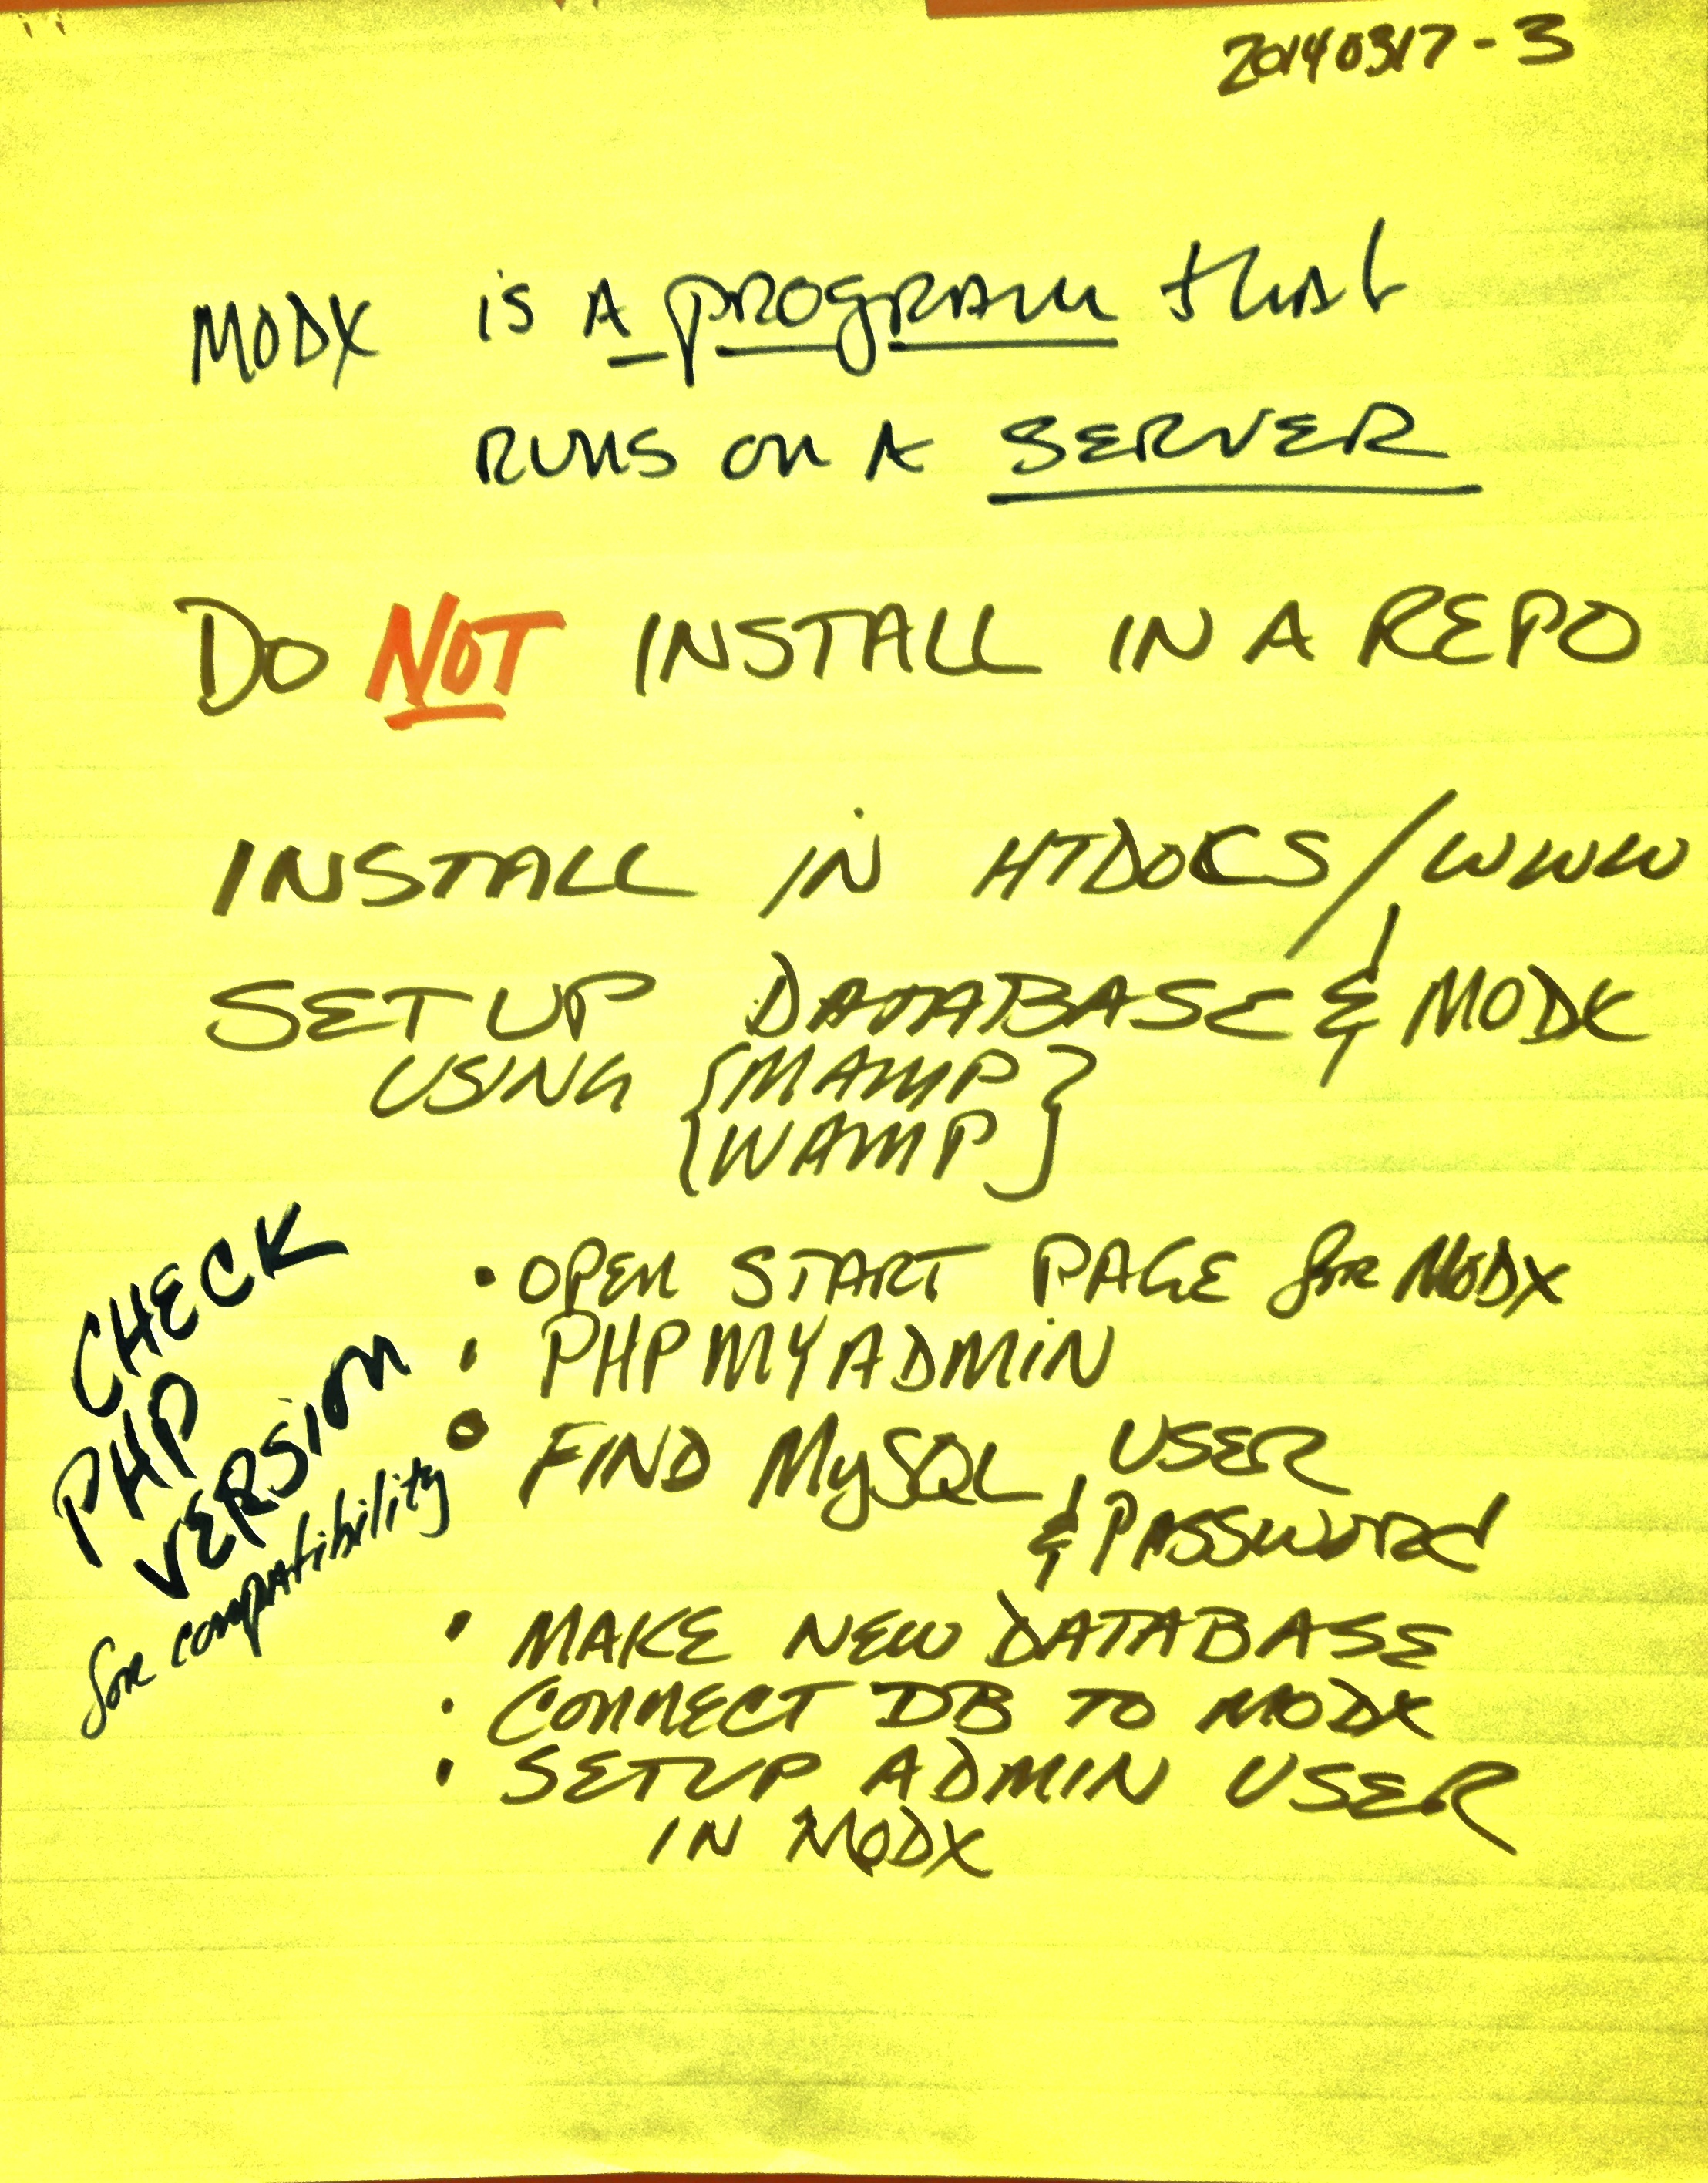 20140317-3
MODX is A program that
RUNS on A SERVER
DO NOT INSTALL IN A REPO
INSTALL IN HTDOCS/WWW
SETUP DATABASE & MODX
USING {MAMP}
{WAMP}
CHECK
PHP
VERSION
for compatibility
• OPEN START PAGE for MODX
• PHPMYADMIN
• FIND MySQL USER
& PASSWORD
• MAKE NEW DATABASE
• CONNECT DB TO MODX
• SETUP ADMIN USER
IN MODX